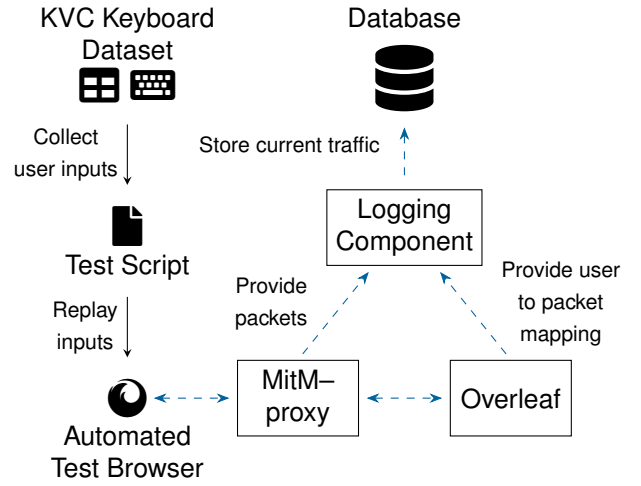 KVC Keyboard
Dataset
Database
Collect
user inputs
Store current traffic
Logging
Component
Test Script
Provide
packets
Provide user
to packet
mapping
Replay
inputs
MitM–
proxy
Overleaf
Automated
Test Browser